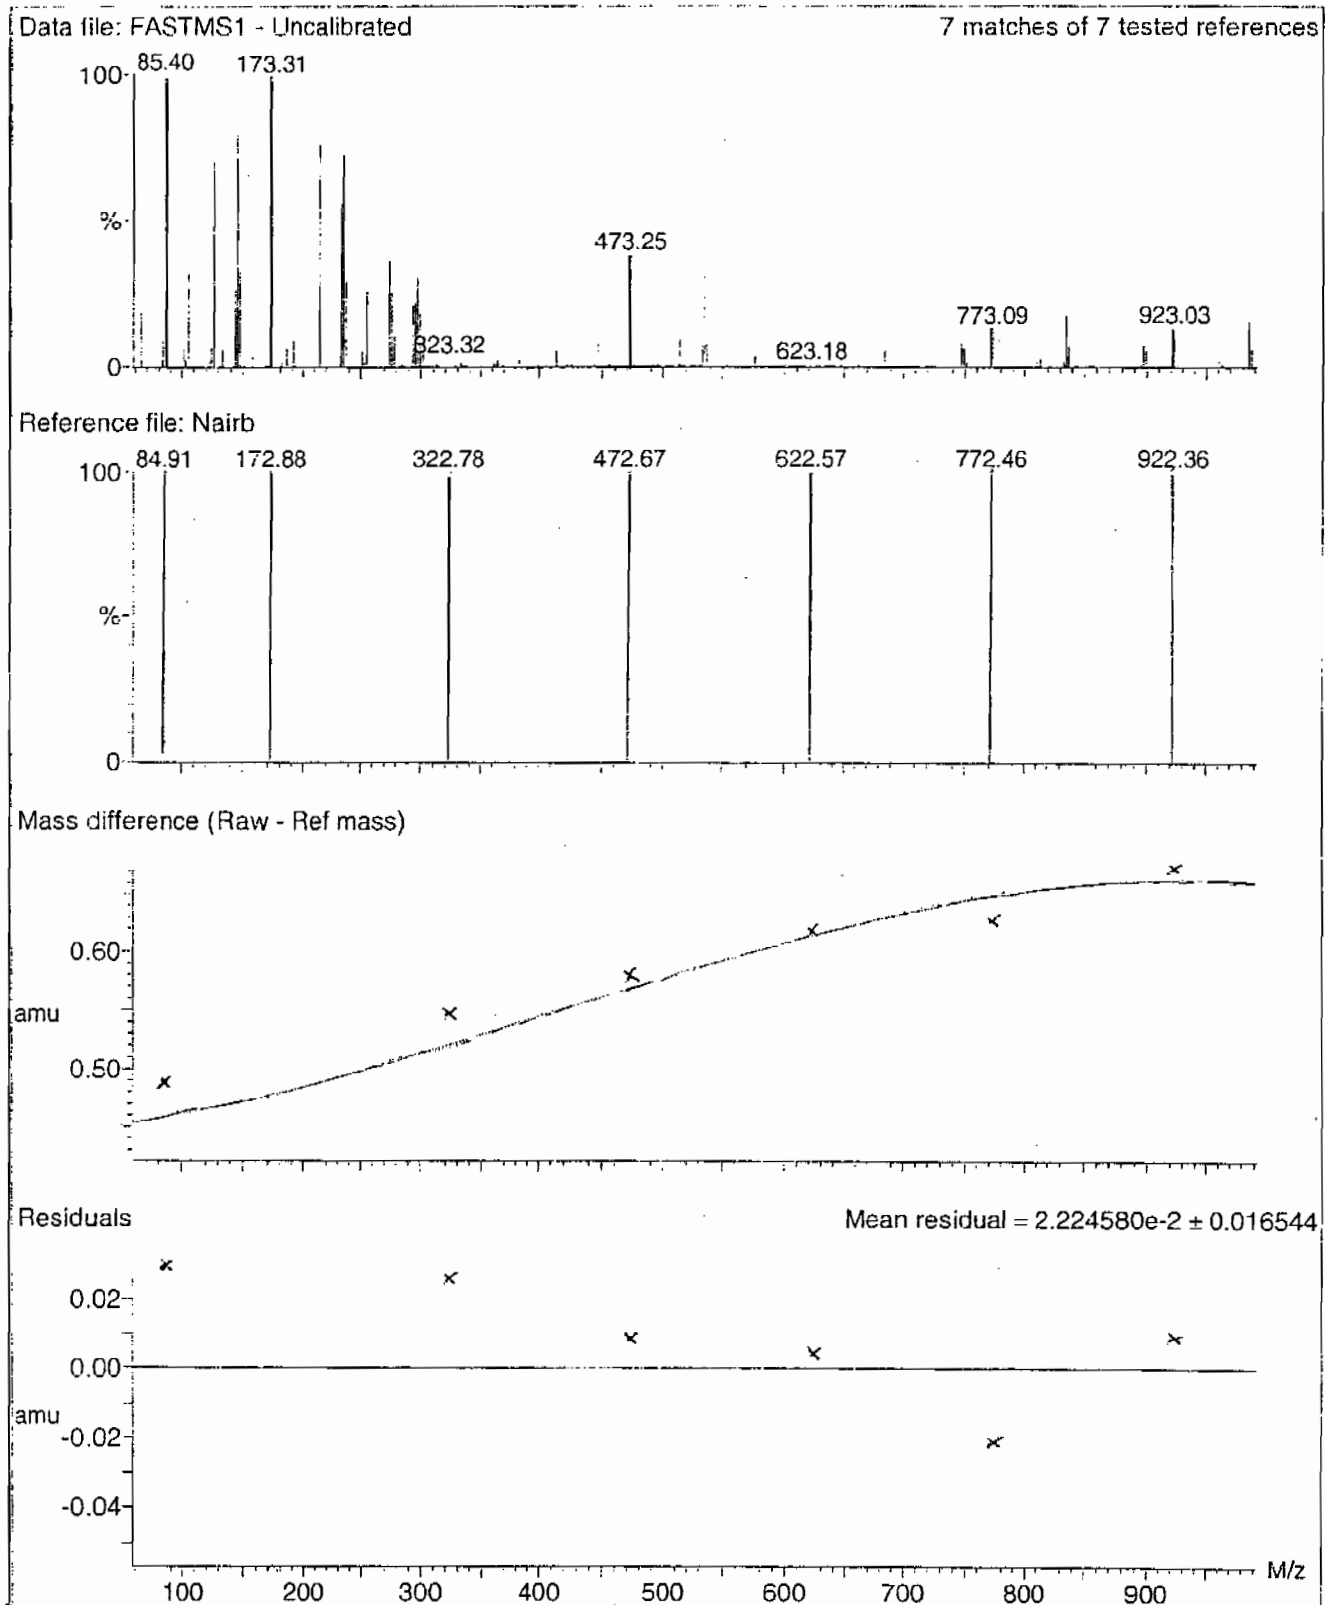 Data file: FASTMS1 - Uncalibrated 7 matches of 7 tested references
85.40 173.31
100
%
473.25
773.09 923.03
323.32 623.18
0
Reference file: Nairb
84.91 172.88 322.78 472.67 622.57 772.46 922.36
100
%
0
Mass difference (Raw - Ref mass)
0.60
amu
0.50
Residuals Mean residual = 2.224580e-2 ± 0.016544
0.02
0.00
amu
-0.02
-0.04
M/z
100 200 300 400 500 600 700 800 900